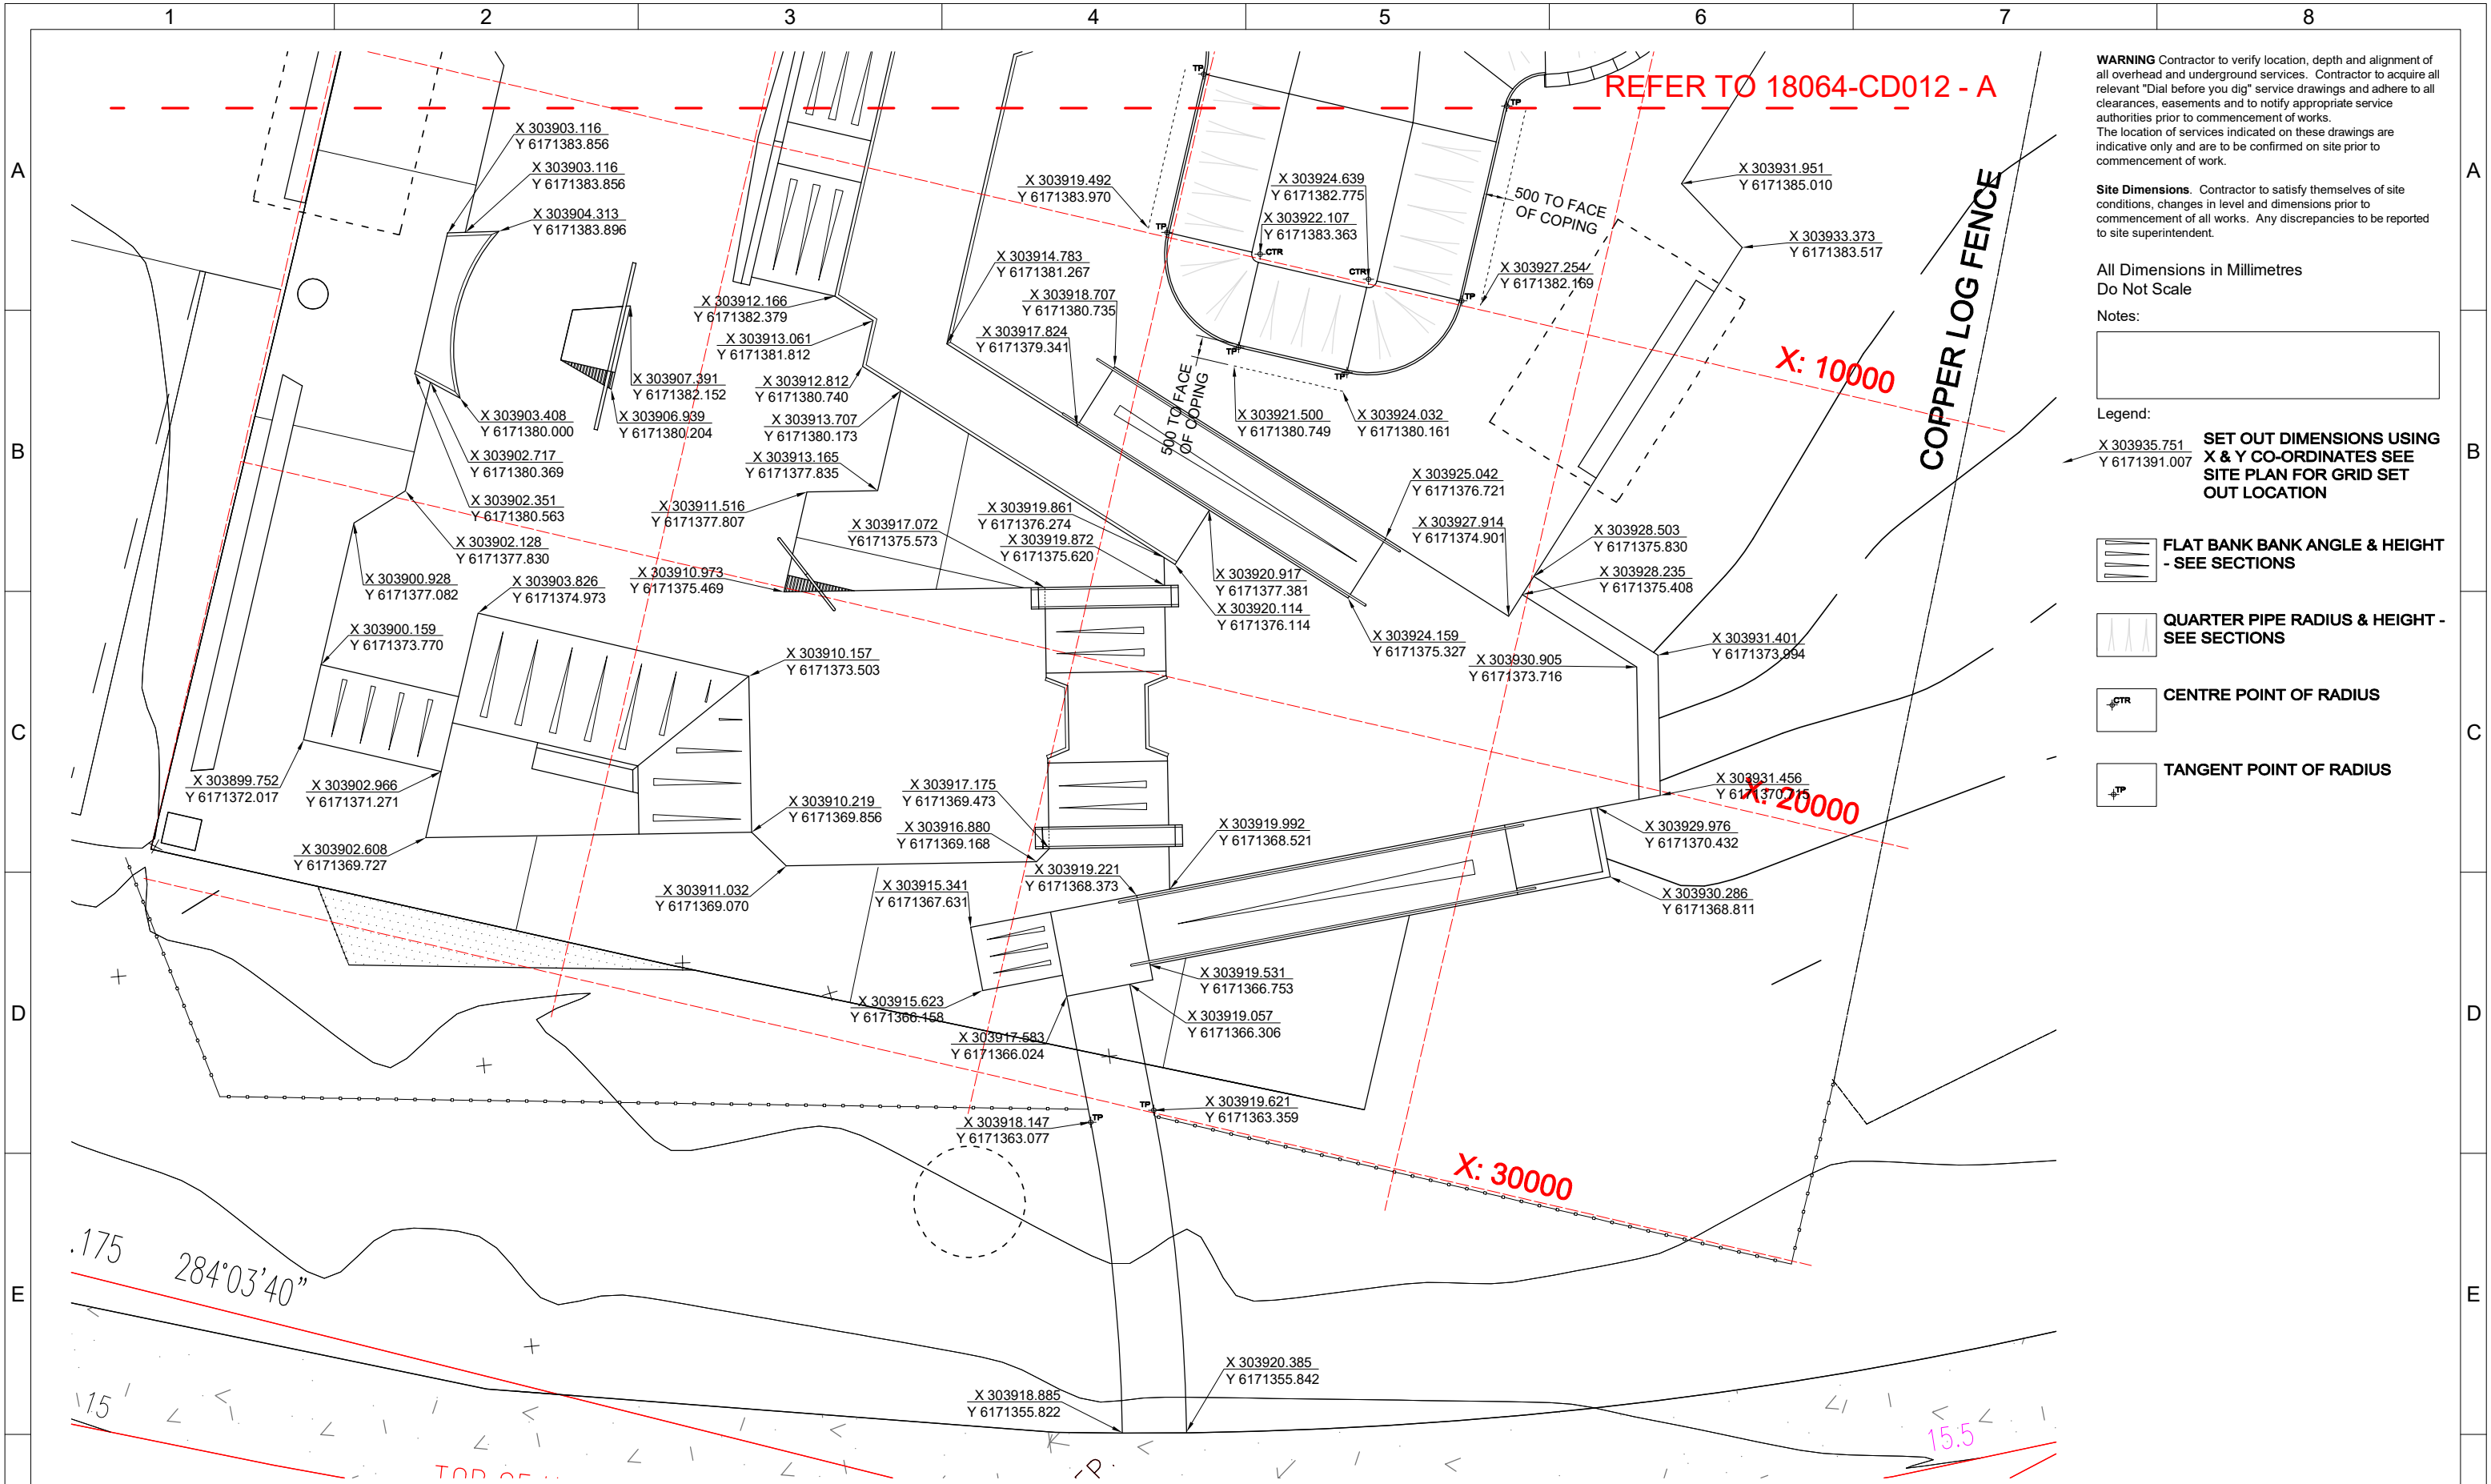 1 2 3 4 5 6 7 8
A
B
C
D
E
A
B
C
D
E
REFER TO 18064-CD012 - A
X 303903.116
Y 6171383.856
X 303903.116
Y 6171383.856
X 303904.313
Y 6171383.896
X 303919.492
Y 6171383.970
X 303924.639
Y 6171382.775
X 303922.107
Y 6171383.363
500 TO FACE
OF COPING
X 303931.951
Y 6171385.010
X 303933.373
Y 6171383.517
X 303914.783
Y 6171381.267
X 303927.254
Y 6171382.169
X 303912.166
Y 6171382.379
X 303918.707
Y 6171380.735
X 303913.061
Y 6171381.812
X 303917.824
Y 6171379.341
X 303907.391
Y 6171382.152
X 303912.812
Y 6171380.740
X 303903.408
Y 6171380.000
X 303906.939
Y 6171380.204
X 303913.707
Y 6171380.173
500 TO FACE
OF COPING
X 303921.500
Y 6171380.749
X 303924.032
Y 6171380.161
X: 10000
COPPER LOG FENCE
X 303902.717
Y 6171380.369
X 303913.165
Y 6171377.835
X 303902.351
Y 6171380.563
X 303911.516
Y 6171377.807
X 303925.042
Y 6171376.721
X 303917.072
Y6171375.573
X 303919.861
Y 6171376.274
X 303919.872
Y 6171375.620
X 303927.914
Y 6171374.901
X 303928.503
Y 6171375.830
X 303902.128
Y 6171377.830
X 303900.928
Y 6171377.082
X 303903.826
Y 6171374.973
X 303910.973
Y 6171375.469
X 303920.917
Y 6171377.381
X 303928.235
Y 6171375.408
X 303920.114
Y 6171376.114
X 303900.159
Y 6171373.770
X 303924.159
Y 6171375.327
X 303931.401
Y 6171373.994
X 303910.157
Y 6171373.503
X 303930.905
Y 6171373.716
X 303899.752
Y 6171372.017
X 303902.966
Y 6171371.271
X 303917.175
Y 6171369.473
X 303931.456
Y 6171370.715
X: 20000
X 303910.219
Y 6171369.856
X 303916.880
Y 6171369.168
X 303919.992
Y 6171368.521
X 303929.976
Y 6171370.432
X 303902.608
Y 6171369.727
X 303919.221
Y 6171368.373
X 303911.032
Y 6171369.070
X 303915.341
Y 6171367.631
X 303930.286
Y 6171368.811
X 303919.531
Y 6171366.753
X 303915.623
Y 6171366.158
X 303919.057
Y 6171366.306
X 303917.583
Y 6171366.024
X 303919.621
Y 6171363.359
X 303918.147
Y 6171363.077
X: 30000
.175 284°03'40"
X 303920.385
Y 6171355.842
X 303918.885
Y 6171355.822
15
15.5
TP
TP
TP
CTR
CTR
TP
TP
TP
TP
TP
WARNING Contractor to verify location, depth and alignment of
all overhead and underground services. Contractor to acquire all
relevant "Dial before you dig" service drawings and adhere to all
clearances, easements and to notify appropriate service
authorities prior to commencement of works.
The location of services indicated on these drawings are
indicative only and are to be confirmed on site prior to
commencement of work.
Site Dimensions. Contractor to satisfy themselves of site
conditions, changes in level and dimensions prior to
commencement of all works. Any discrepancies to be reported
to site superintendent.
All Dimensions in Millimetres
Do Not Scale
Notes:
Legend:
X 303935.751
Y 6171391.007
SET OUT DIMENSIONS USING
X & Y CO-ORDINATES SEE
SITE PLAN FOR GRID SET
OUT LOCATION
FLAT BANK BANK ANGLE & HEIGHT
- SEE SECTIONS
QUARTER PIPE RADIUS & HEIGHT -
SEE SECTIONS
CTR
CENTRE POINT OF RADIUS
TP
TANGENT POINT OF RADIUS